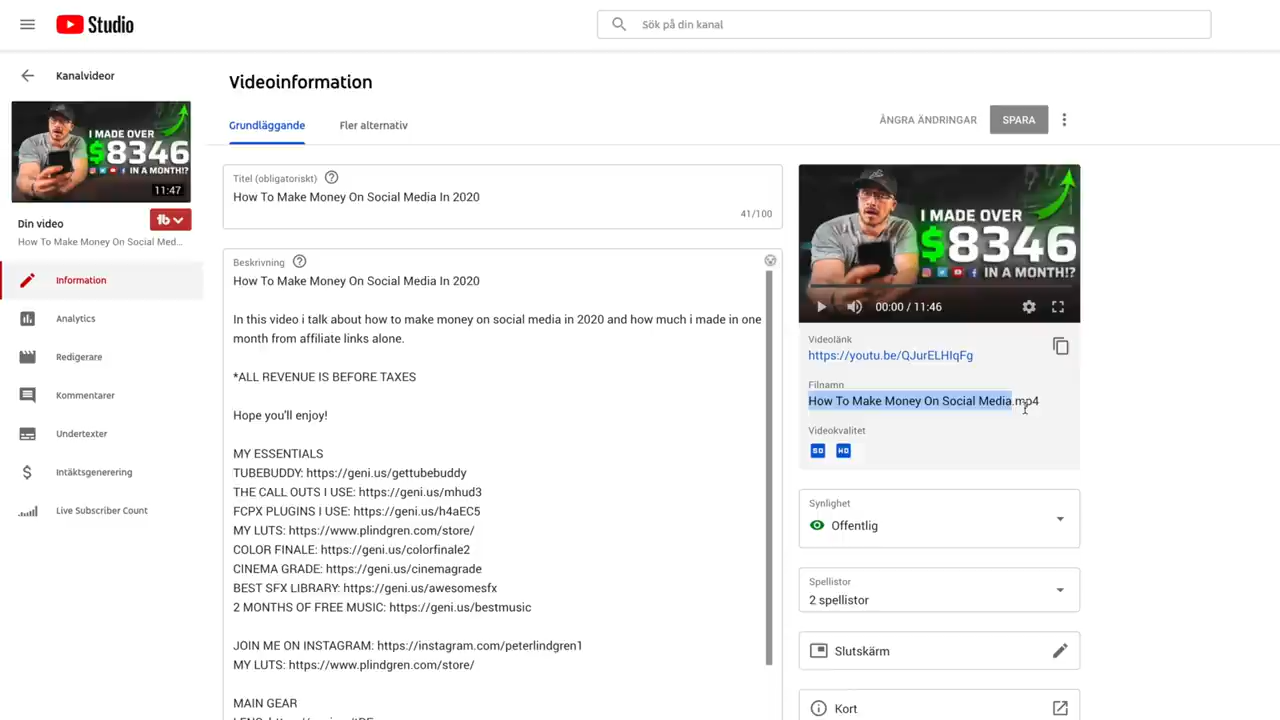 Studio
Sök på din kanal
Kanalvideor
I MADE OVER
$8346
IN A MONTH!?
11:47
Din video
tb
How To Make Money On Social Med...
Information
Analytics
Redigerare
Kommentarer
Undertexter
Intäktsgenerering
Live Subscriber Count
Videoinformation
Grundläggande
Fler alternativ
ÅNGRA ÄNDRINGAR
SPARA
Titel (obligatoriskt)
How To Make Money On Social Media In 2020
41/100
Beskrivning
How To Make Money On Social Media In 2020
In this video i talk about how to make money on social media in 2020 and how much i made in one
month from affiliate links alone.
*ALL REVENUE IS BEFORE TAXES
Hope you'll enjoy!
MY ESSENTIALS
TUBEBUDDY: https://geni.us/gettubebuddy
THE CALL OUTS I USE: https://geni.us/mhud3
FCPX PLUGINS I USE: https://geni.us/h4aEC5
MY LUTS: https://www.plindgren.com/store/
COLOR FINALE: https://geni.us/colorfinale2
CINEMA GRADE: https://geni.us/cinemagrade
BEST SFX LIBRARY: https://geni.us/awesomesfx
2 MONTHS OF FREE MUSIC: https://geni.us/bestmusic
JOIN ME ON INSTAGRAM: https://instagram.com/peterlindgren1
MY LUTS: https://www.plindgren.com/store/
MAIN GEAR
I MADE OVER
$8346
IN A MONTH!?
00:00 / 11:46
Videolänk
https://youtu.be/QJurELHIqFg
Filnamn
How To Make Money On Social Media.mp4
Videokvalitet
SD HD
Synlighet
Offentlig
Spellistor
2 spellistor
Slutskärm
Kort